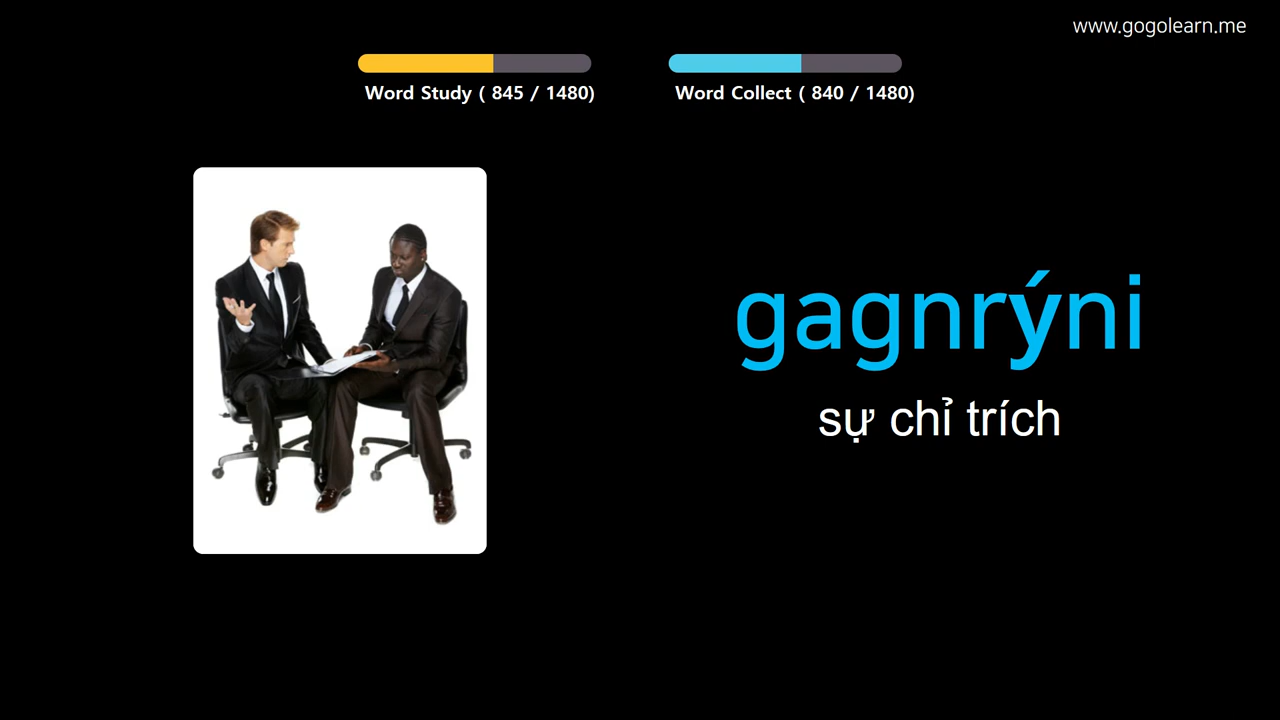 www.gogolearn.me
Word Study ( 845 / 1480)
Word Collect ( 840 / 1480)
gagnrýni
sự chỉ trích